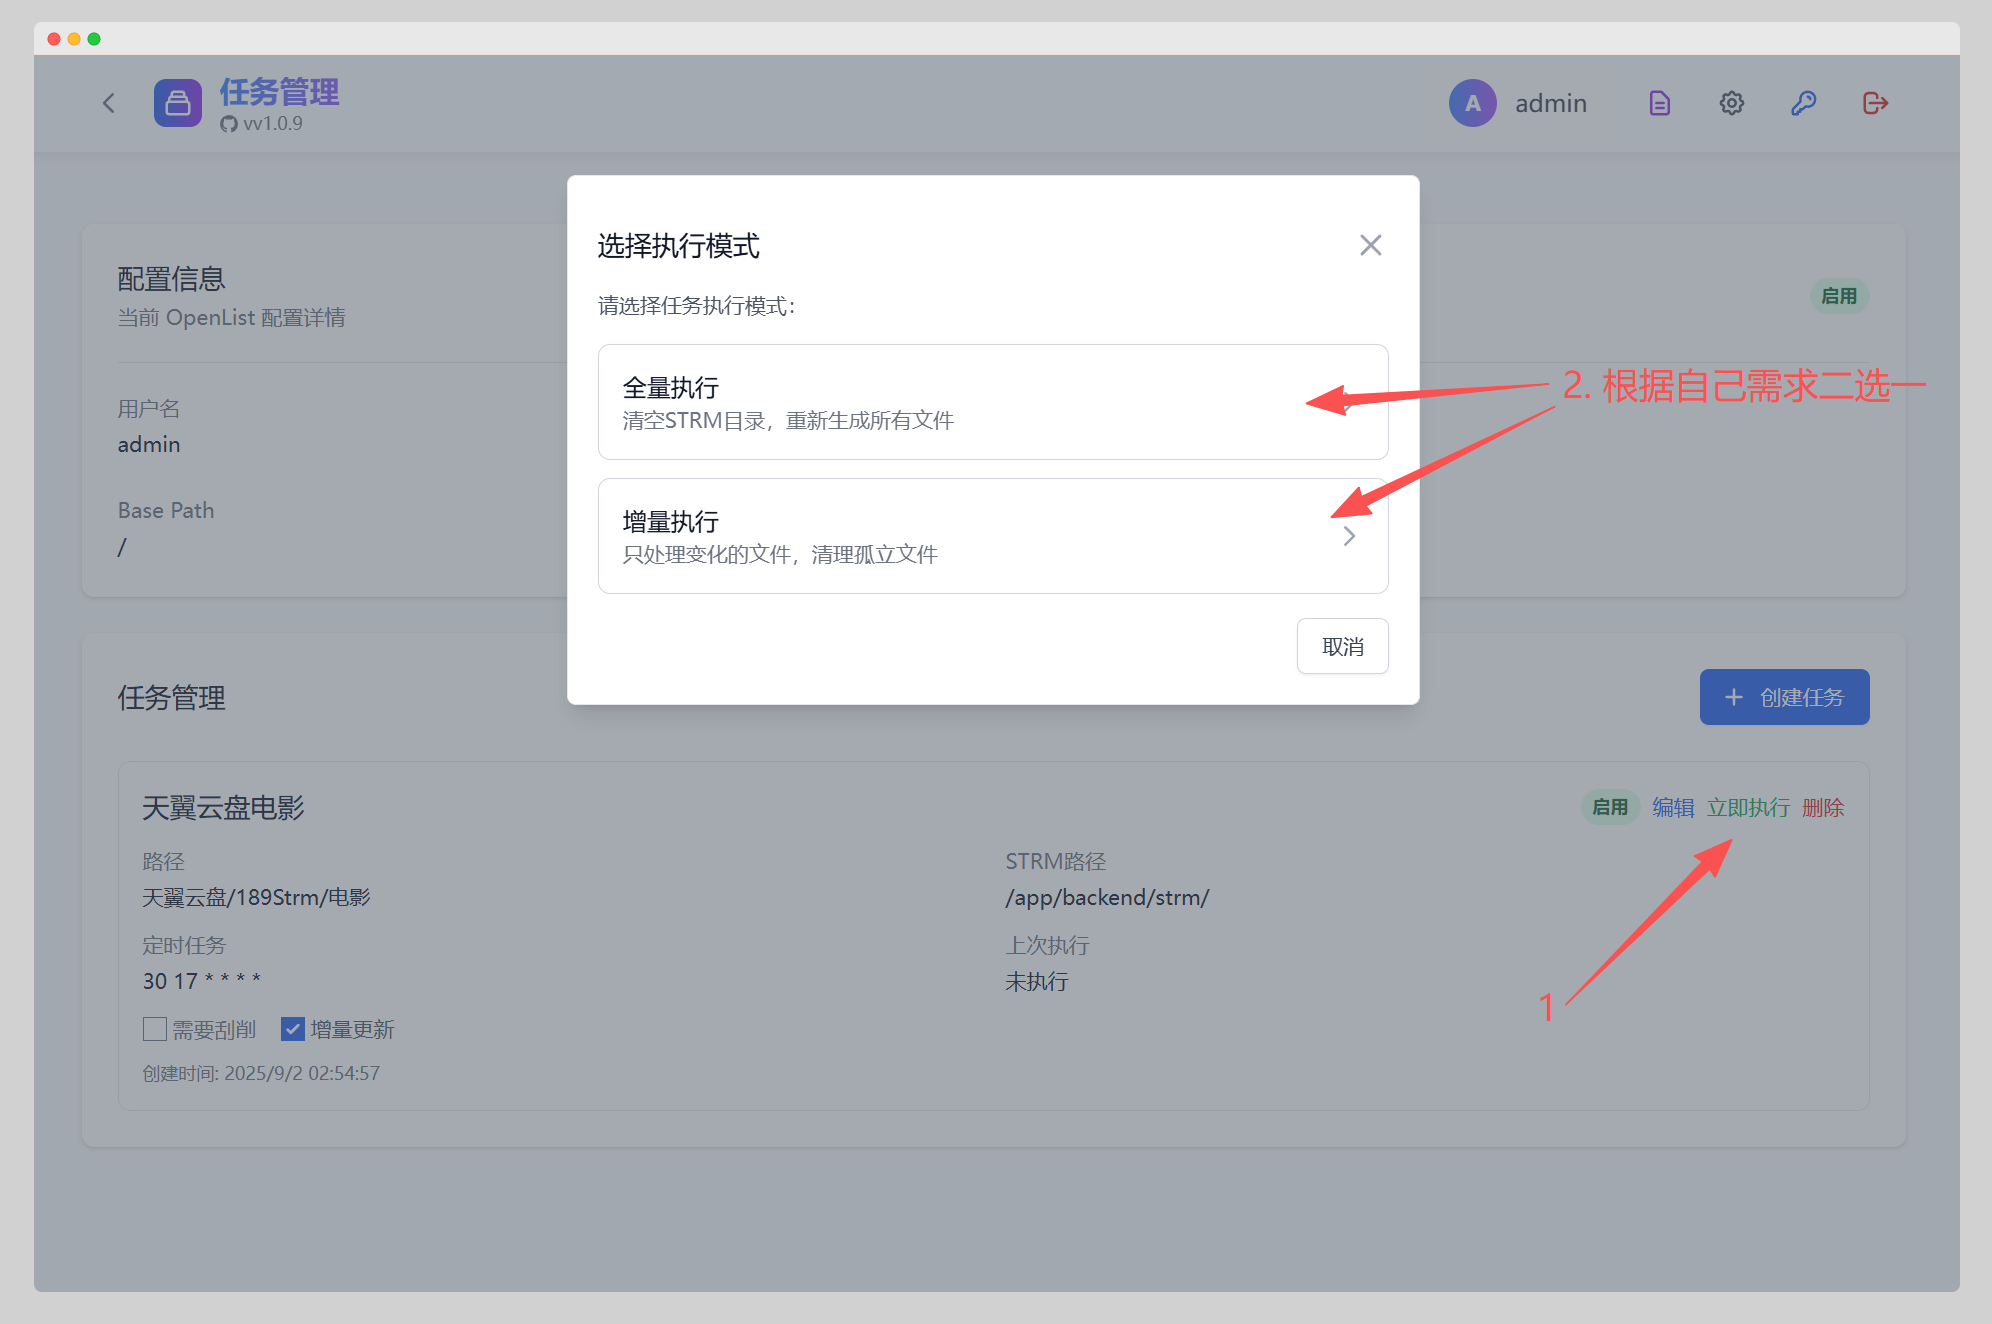 任务管理
vv1.0.9
A
admin
选择执行模式
请选择任务执行模式：
全量执行
清空STRM目录，重新生成所有文件
增量执行
只处理变化的文件，清理孤立文件
取消
2. 根据自己需求二选一
配置信息
当前 OpenList 配置详情
启用
用户名
admin
Base Path
/
任务管理
创建任务
天翼云盘电影
启用 编辑 立即执行 删除
路径
天翼云盘/189Strm/电影
STRM路径
/app/backend/strm/
定时任务
30 17 * * * *
上次执行
未执行
1
需要刮削 增量更新
创建时间: 2025/9/2 02:54:57